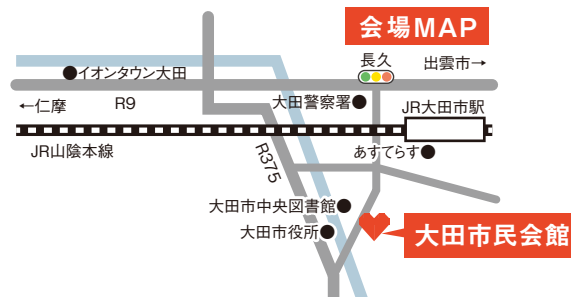 会場MAP
長久
出雲市→
イオンタウン大田
←仁摩
R9
大田警察署
JR大田市駅
JR山陰本線
R375
あすてらす
大田市中央図書館
大田市役所
大田市民会館